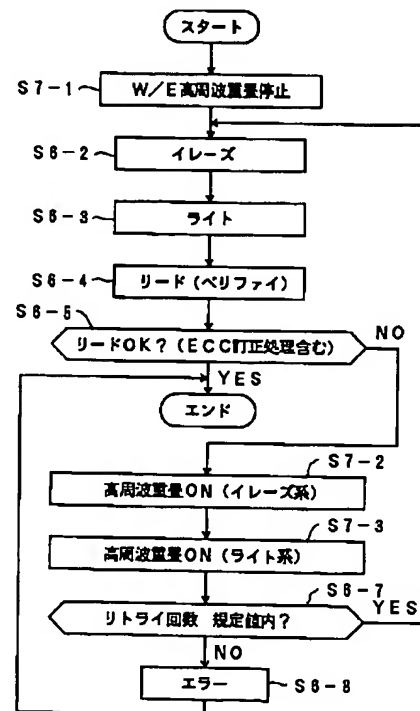 スタート
S7-1
W/E高周波重畳停止
S6-2
イレーズ
S6-3
ライト
S6-4
リード(ベリファイ)
S6-5
リードOK?(ECC訂正処理含む)
NO
YES
エンド
S7-2
高周波重畳ON(イレーズ系)
S7-3
高周波重畳ON(ライト系)
S6-7
リトライ回数 規定値内?
YES
NO
エラー
S6-8